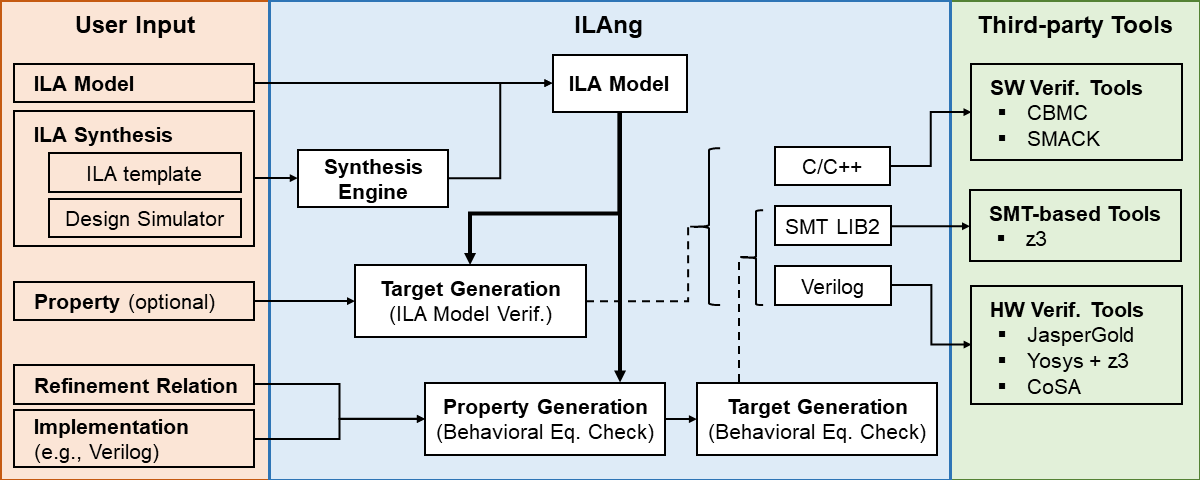 User Input
ILA Model
ILA Synthesis
ILA template
Design Simulator
Property (optional)
Refinement Relation
Implementation
(e.g., Verilog)
ILAng
ILA Model
Synthesis
Engine
Target Generation
(ILA Model Verif.)
Property Generation
(Behavioral Eq. Check)
Target Generation
(Behavioral Eq. Check)
C/C++
SMT LIB2
Verilog
Third-party Tools
SW Verif. Tools
▪ CBMC
▪ SMACK
SMT-based Tools
▪ z3
HW Verif. Tools
▪ JasperGold
▪ Yosys + z3
▪ CoSA